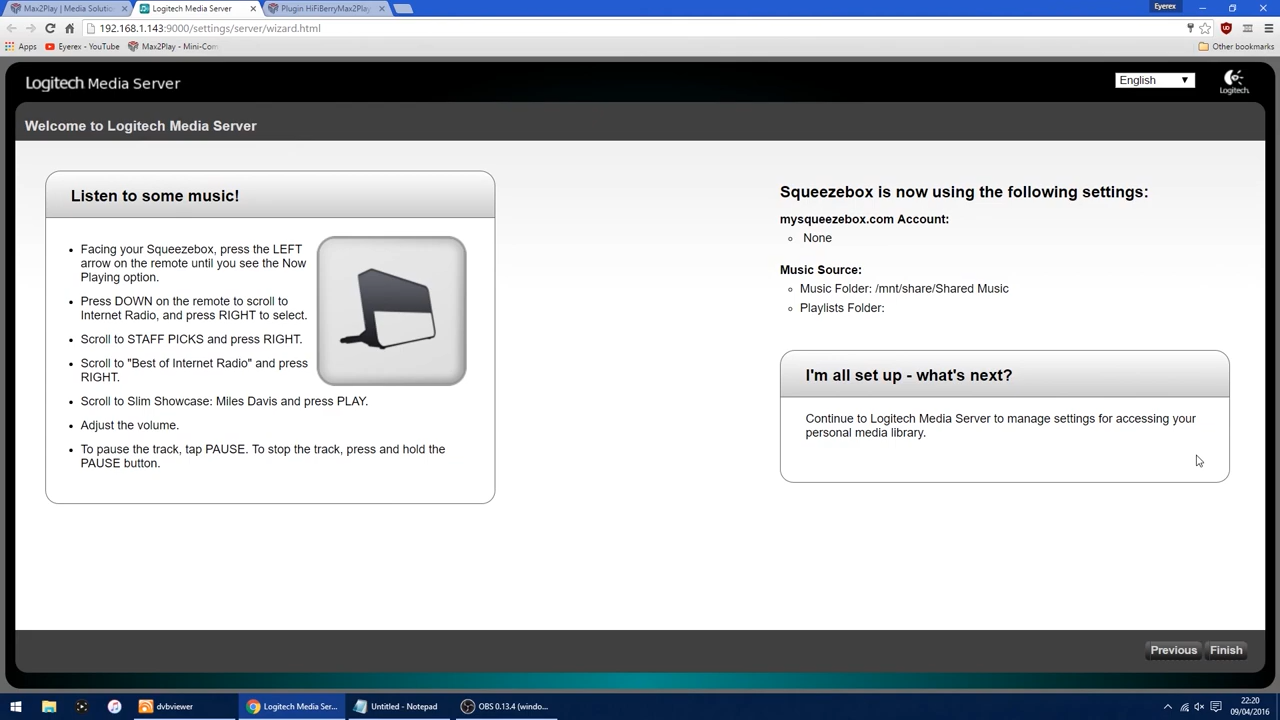 Max2Play | Media Soluti
Logitech Media Server
Plugin HiFiBerryMax2Play
Eyerex
192.168.1.143:9000/settings/server/wizard.html
Apps
Eyerex - YouTube
Max2Play - Mini-Com
Other bookmarks
Logitech Media Server
English
Logitech
Welcome to Logitech Media Server
Listen to some music!
• Facing your Squeezebox, press the LEFT
arrow on the remote until you see the Now
Playing option.
• Press DOWN on the remote to scroll to
Internet Radio, and press RIGHT to select.
• Scroll to STAFF PICKS and press RIGHT.
• Scroll to "Best of Internet Radio" and press
RIGHT.
• Scroll to Slim Showcase: Miles Davis and press PLAY.
• Adjust the volume.
• To pause the track, tap PAUSE. To stop the track, press and hold the
PAUSE button.
Squeezebox is now using the following settings:
mysqueezebox.com Account:
None
Music Source:
Music Folder: /mnt/share/Shared Music
Playlists Folder:
I'm all set up - what's next?
Continue to Logitech Media Server to manage settings for accessing your
personal media library.
Previous
Finish
dvbviewer
Logitech Media Ser...
Untitled - Notepad
OBS 0.13.4 (windo...
22:20
09/04/2016